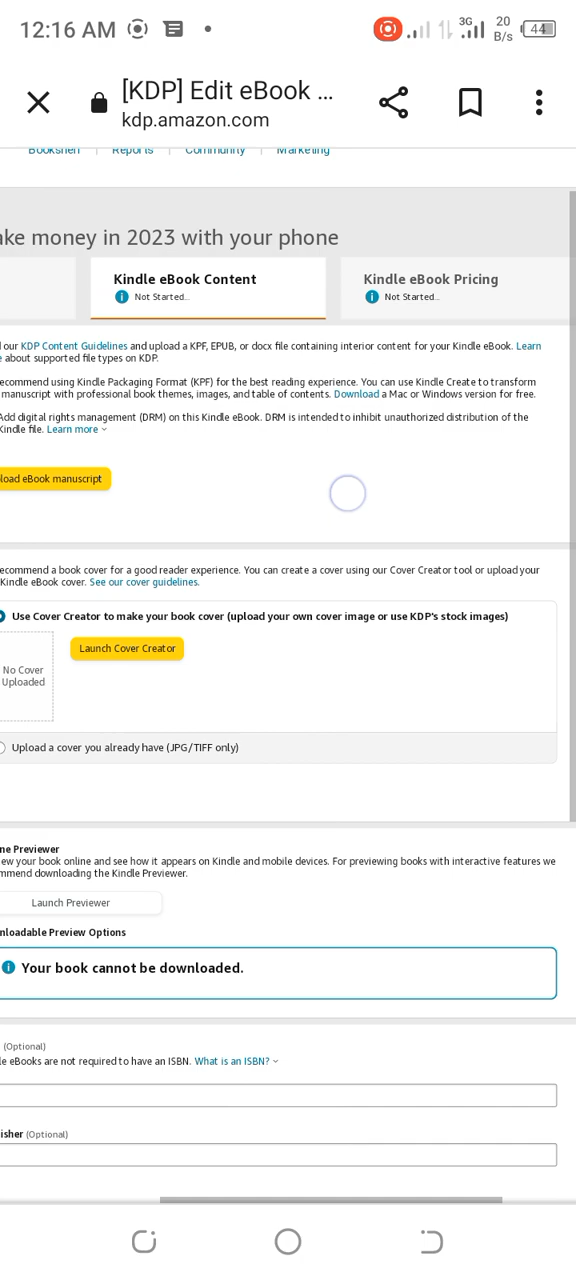 12:16 AM
3G
20
B/s
44
[KDP] Edit eBook ...
kdp.amazon.com
Bookshelf | Reports | Community | Marketing
ake money in 2023 with your phone
Kindle eBook Content
Not Started...
Kindle eBook Pricing
Not Started...
our KDP Content Guidelines and upload a KPF, EPUB, or docx file containing interior content for your Kindle eBook. Learn
about supported file types on KDP.
ecommend using Kindle Packaging Format (KPF) for the best reading experience. You can use Kindle Create to transform
manuscript with professional book themes, images, and table of contents. Download a Mac or Windows version for free.
Add digital rights management (DRM) on this Kindle eBook. DRM is intended to inhibit unauthorized distribution of the
Kindle file. Learn more
load eBook manuscript
ecommend a book cover for a good reader experience. You can create a cover using our Cover Creator tool or upload your
Kindle eBook cover. See our cover guidelines.
Use Cover Creator to make your book cover (upload your own cover image or use KDP's stock images)
Launch Cover Creator
No Cover
Uploaded
Upload a cover you already have (JPG/TIFF only)
ne Previewer
ew your book online and see how it appears on Kindle and mobile devices. For previewing books with interactive features we
mmend downloading the Kindle Previewer.
Launch Previewer
nloadable Preview Options
Your book cannot be downloaded.
(Optional)
le eBooks are not required to have an ISBN. What is an ISBN?
isher (Optional)